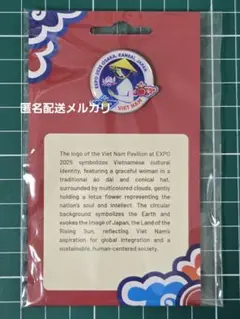 EXPO 2025 OSAKA, KANSAI, JAPAN
VIET NAM
匿名配送メルカリ
The logo of the Viet Nam Pavilion at EXPO
2025 symbolizes Vietnamese cultural
identity, featuring a graceful woman in a
traditional áo dài and conical hat,
surrounded by multicolored clouds, gently
holding a lotus flower representing the
nation's soul and intellect. The circular
background symbolizes the Earth and
evokes the image of Japan, the Land of the
Rising Sun, reflecting Viet Nam's
aspiration for global integration and a
sustainable, human-centered society.